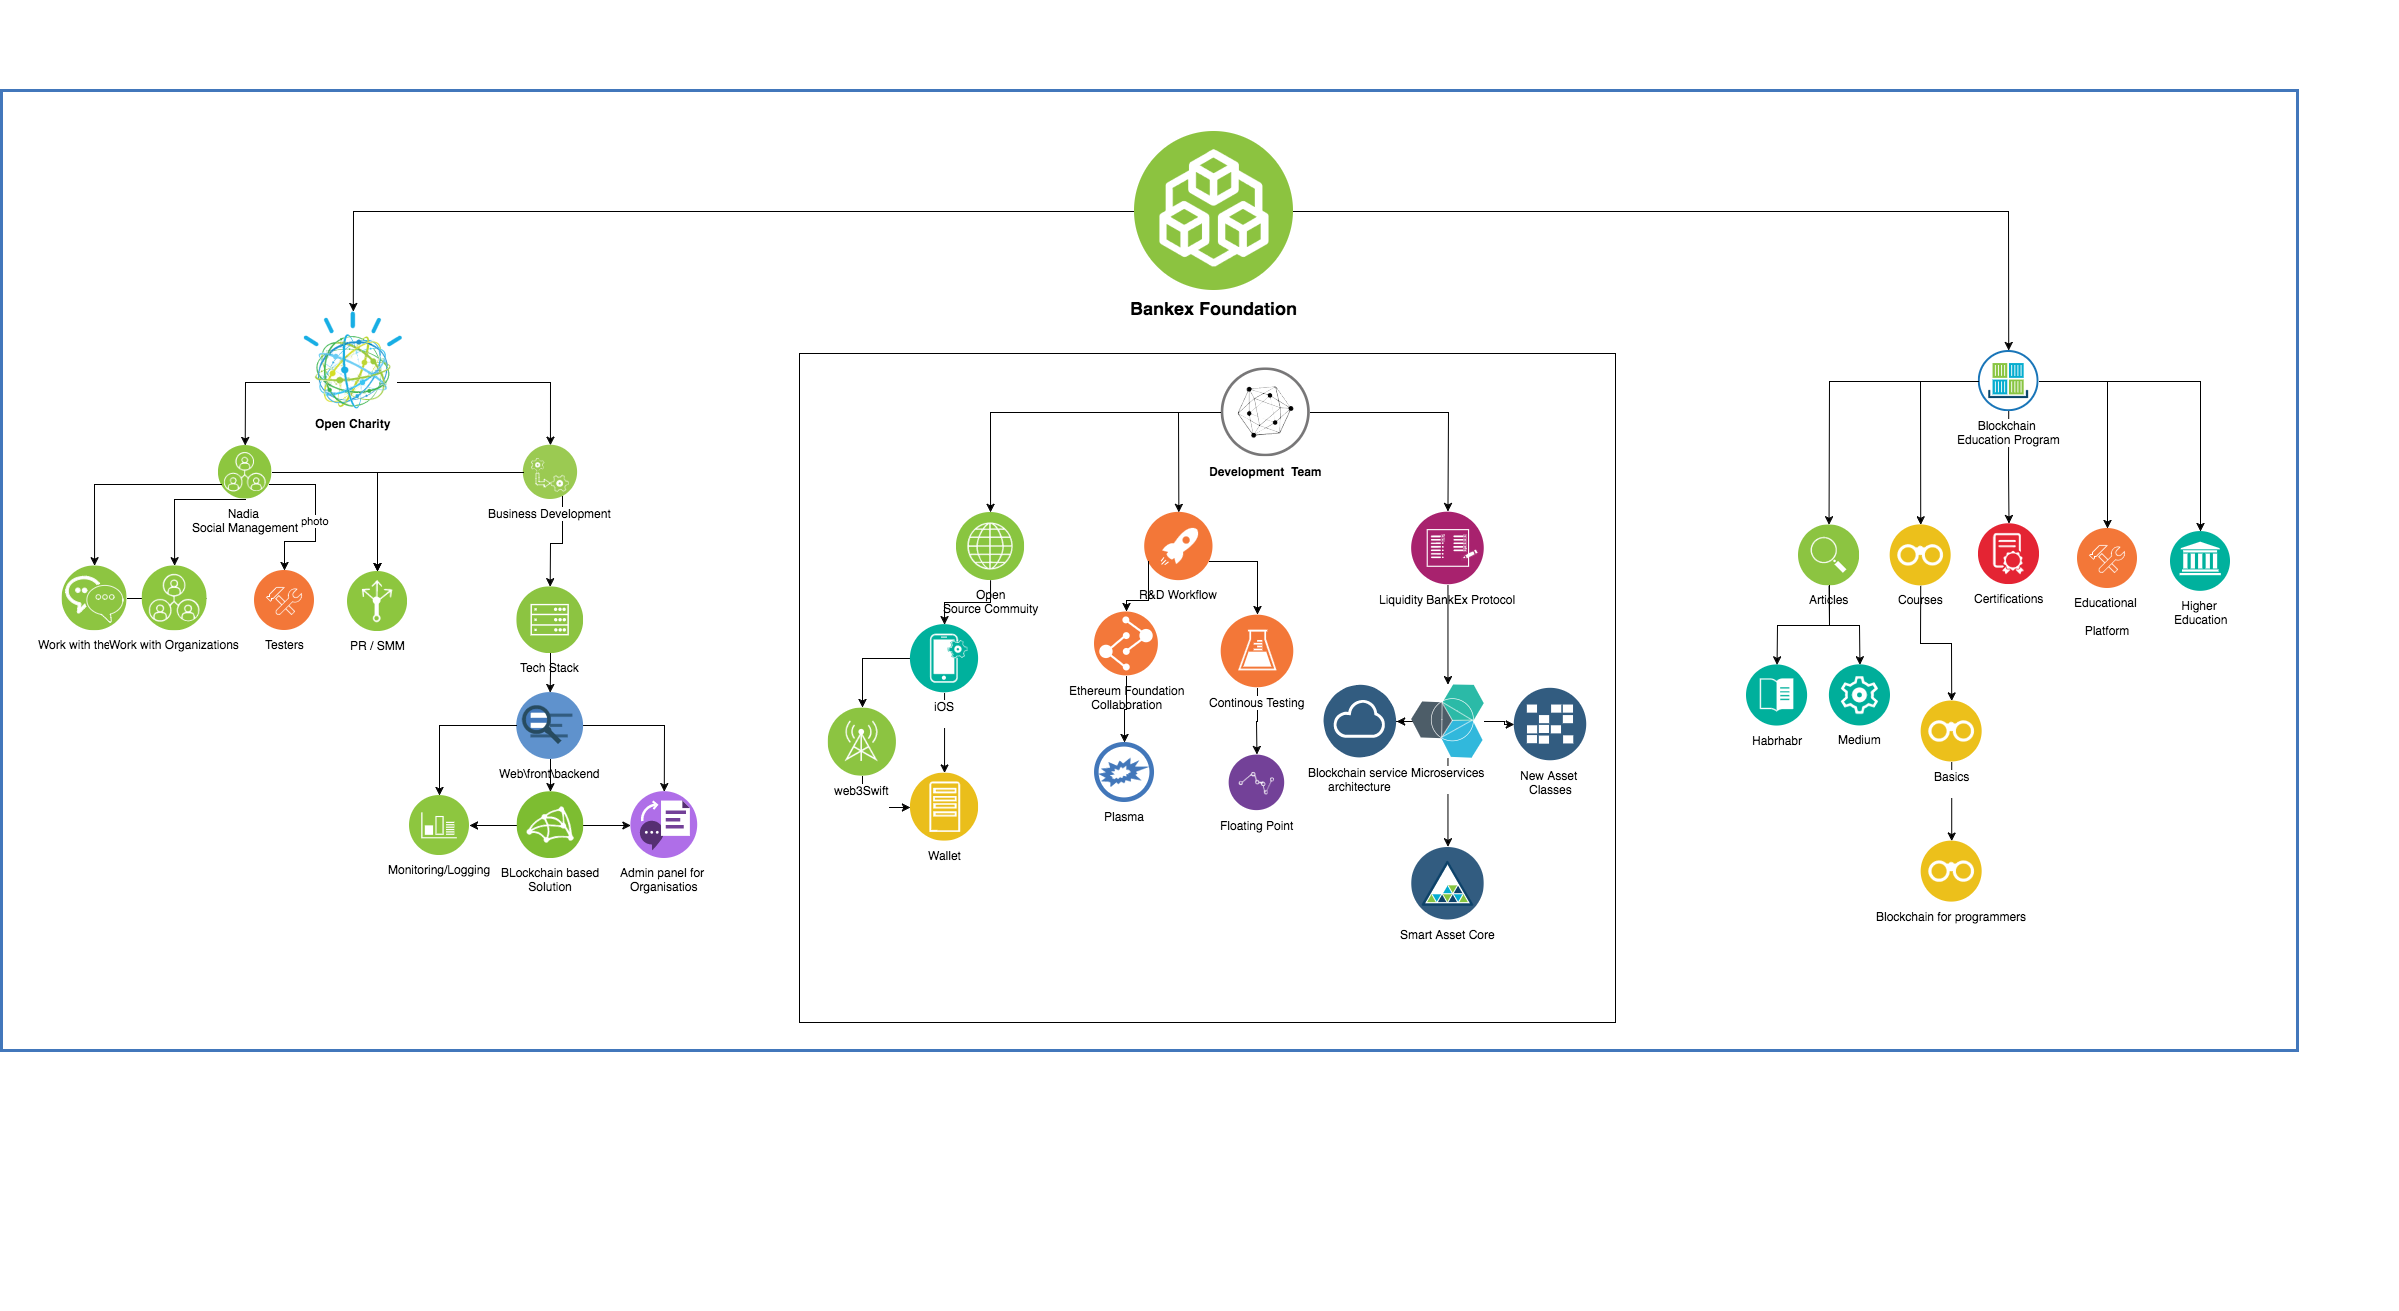 Bankex Foundation
Open Charity
Nadia
Social Management
photo
Business Development
Work with the
Work with Organizations
Testers
PR / SMM
Tech Stack
Web\front\backend
Monitoring/Logging
BLockchain based
Solution
Admin panel for
Organisatios
Development Team
Open
Source Commuity
R&D Workflow
Liquidity BankEx Protocol
iOS
Ethereum Foundation
Collaboration
Continous Testing
web3Swift
Wallet
Plasma
Floating Point
Blockchain service
architecture
Microservices
New Asset
Classes
Smart Asset Core
Blockchain
Education Program
Articles
Courses
Certifications
Educational
Platform
Higher
Education
Habrhabr
Medium
Basics
Blockchain for programmers